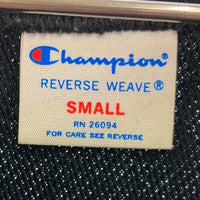 Champion
REVERSE WEAVE®
SMALL
RN 26094
FOR CARE SEE REVERSE